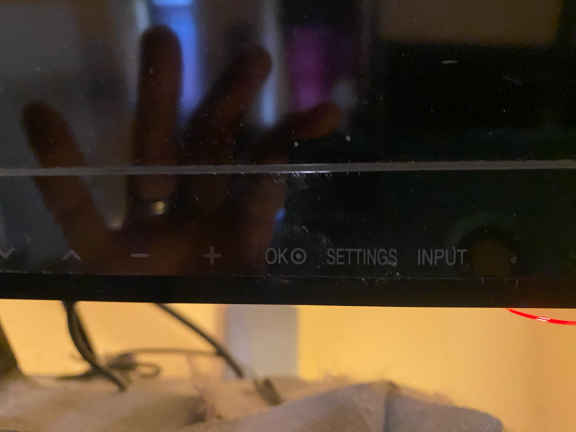 ∨ ∧ − + OK⊙ SETTINGS INPUT